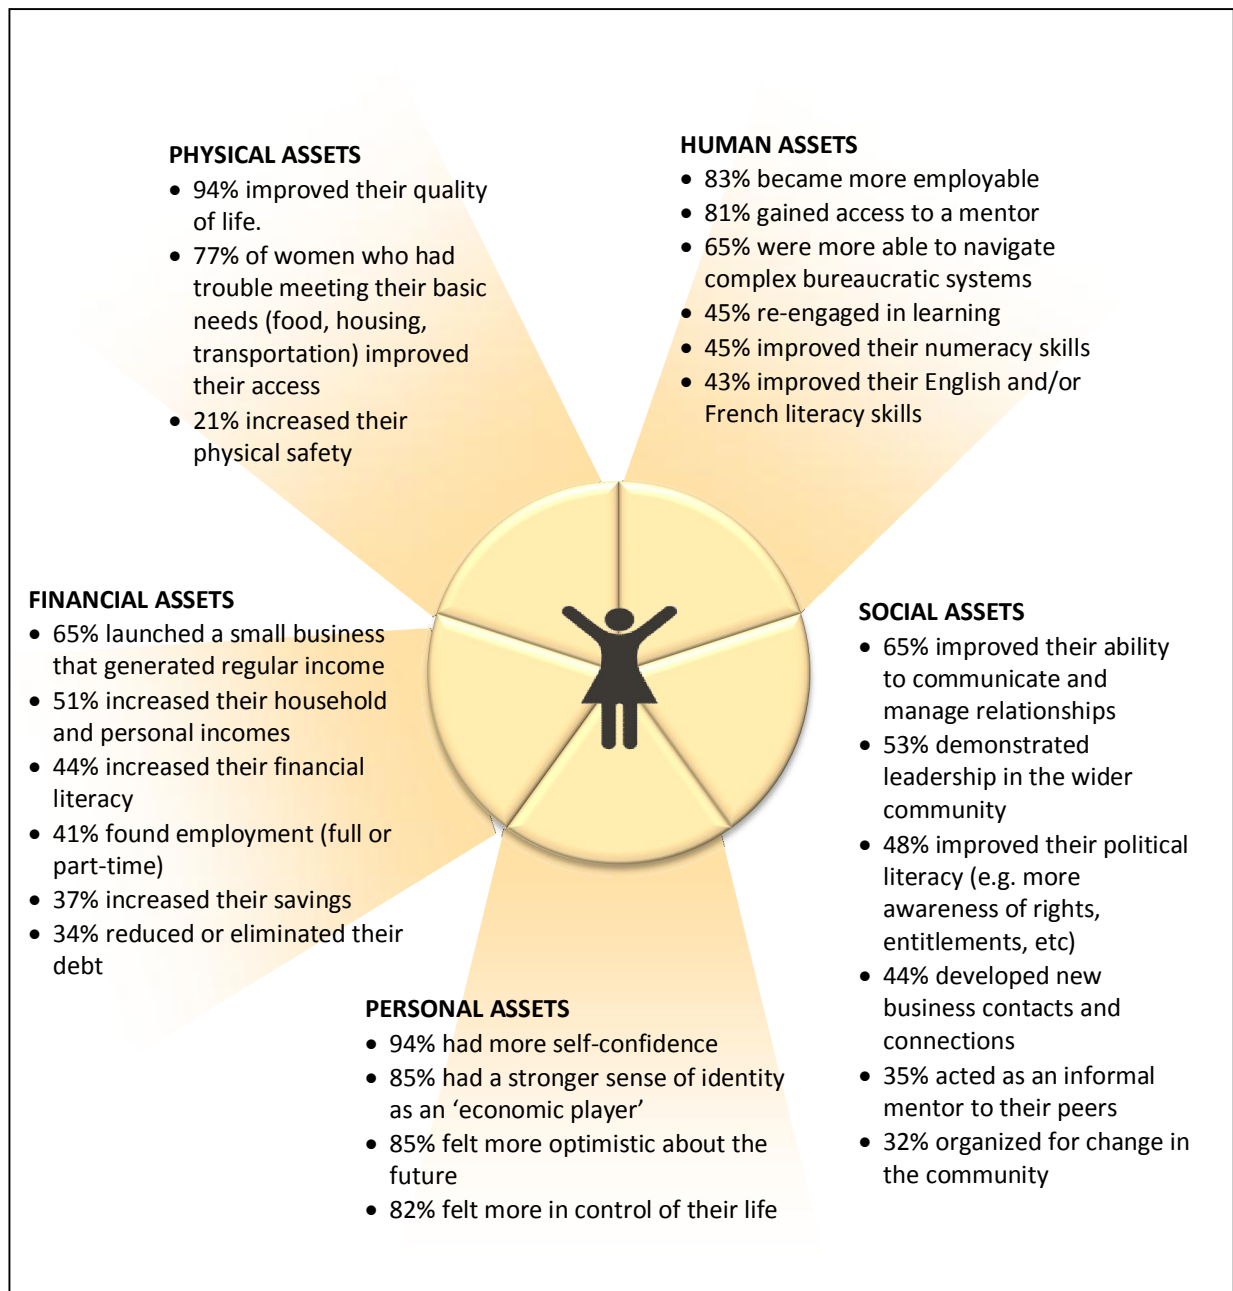 PHYSICAL ASSETS
• 94% improved their quality
of life.
• 77% of women who had
trouble meeting their basic
needs (food, housing,
transportation) improved
their access
• 21% increased their
physical safety
HUMAN ASSETS
• 83% became more employable
• 81% gained access to a mentor
• 65% were more able to navigate
complex bureaucratic systems
• 45% re-engaged in learning
• 45% improved their numeracy skills
• 43% improved their English and/or
French literacy skills
FINANCIAL ASSETS
• 65% launched a small business
that generated regular income
• 51% increased their household
and personal incomes
• 44% increased their financial
literacy
• 41% found employment (full or
part-time)
• 37% increased their savings
• 34% reduced or eliminated their
debt
SOCIAL ASSETS
• 65% improved their ability
to communicate and
manage relationships
• 53% demonstrated
leadership in the wider
community
• 48% improved their political
literacy (e.g. more
awareness of rights,
entitlements, etc)
• 44% developed new
business contacts and
connections
• 35% acted as an informal
mentor to their peers
• 32% organized for change in
the community
PERSONAL ASSETS
• 94% had more self-confidence
• 85% had a stronger sense of identity
as an ‘economic player’
• 85% felt more optimistic about the
future
• 82% felt more in control of their life